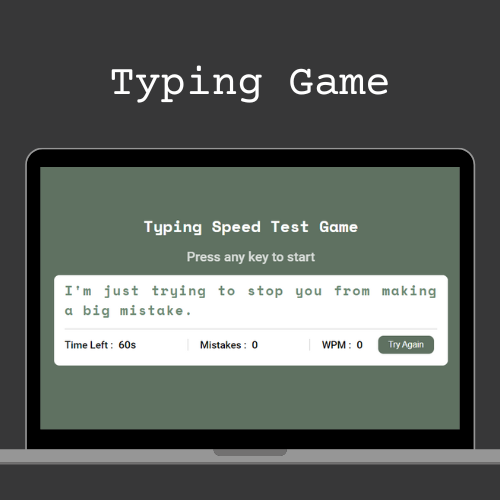 Typing Game
Typing Speed Test Game
Press any key to start
I'm just trying to stop you from making
a big mistake.
Time Left : 60s Mistakes : 0 WPM : 0 Try Again